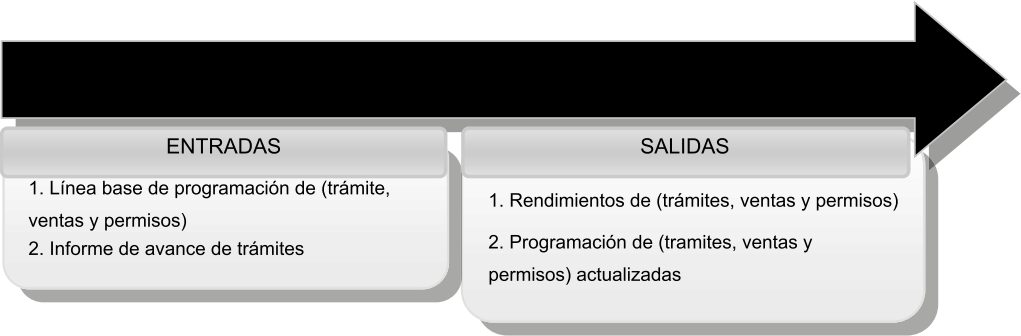 ENTRADAS
1. Línea base de programación de (trámite,
ventas y permisos)
2. Informe de avance de trámites
SALIDAS
1. Rendimientos de (trámites, ventas y permisos)
2. Programación de (tramites, ventas y
permisos) actualizadas